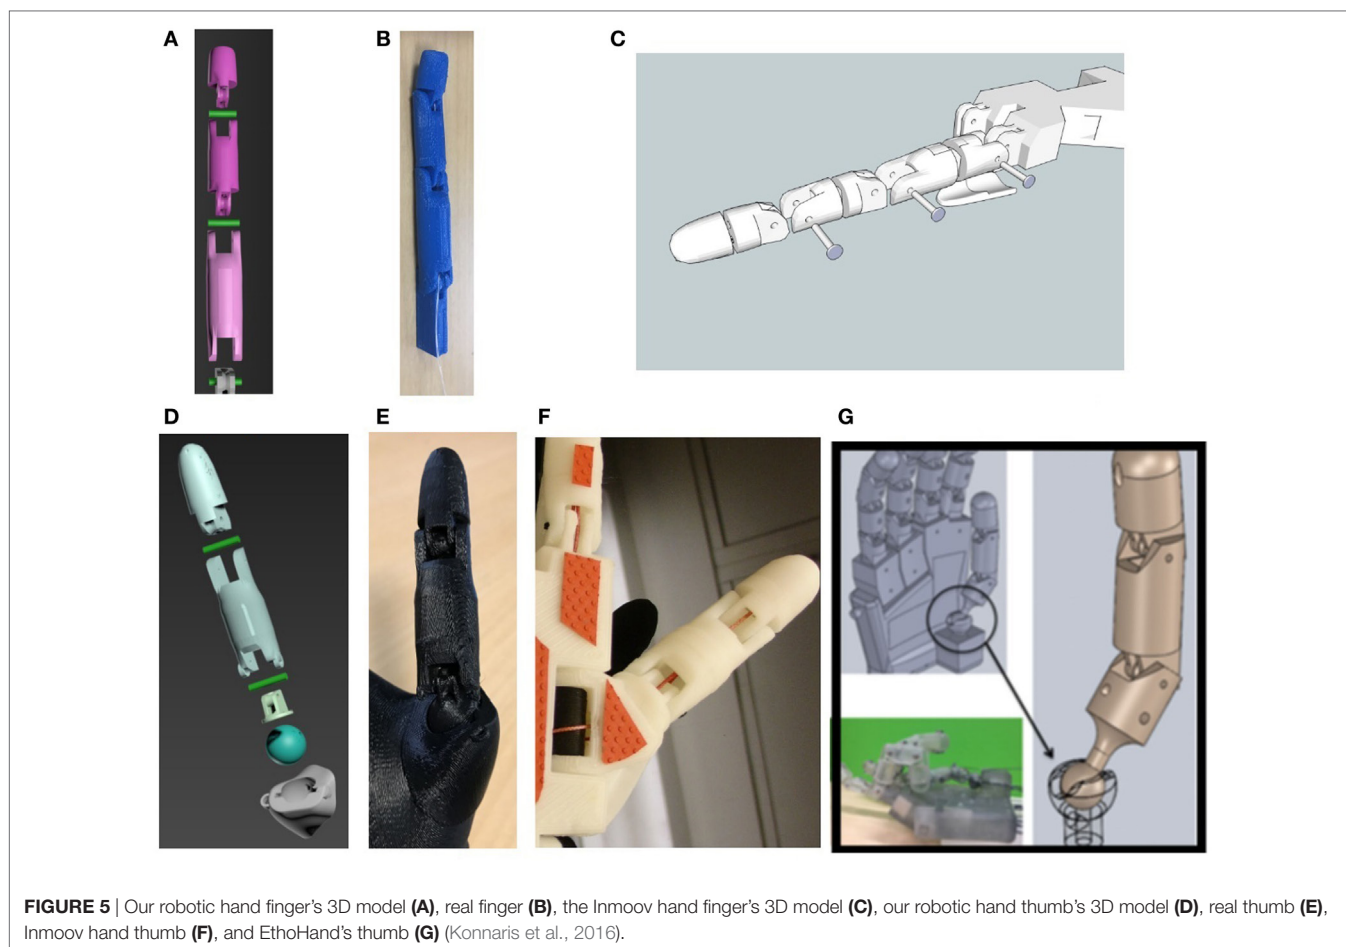 A
B
C
D
E
F
G
FIGURE 5 | Our robotic hand finger's 3D model (A), real finger (B), the Inmoov hand finger's 3D model (C), our robotic hand thumb's 3D model (D), real thumb (E),
Inmoov hand thumb (F), and EthoHand's thumb (G) (Konnaris et al., 2016).